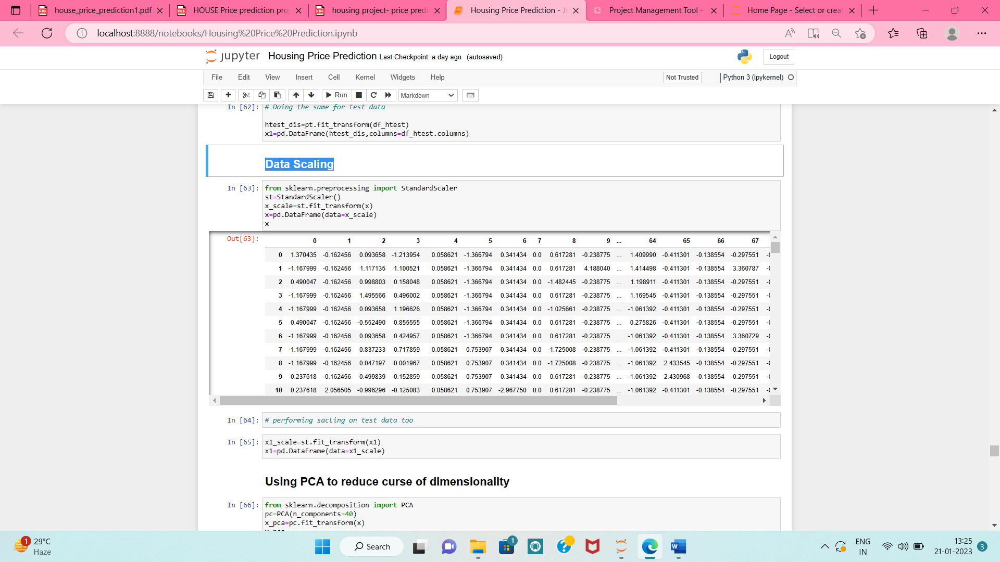 house_price_prediction1.pdf
HOUSE Price prediction pro
housing project- price predi
Housing Price Prediction - Ju
Project Management Tool -
Home Page - Select or creat
localhost:8888/notebooks/Housing%20Price%20Prediction.ipynb
jupyter Housing Price Prediction Last Checkpoint: a day ago (autosaved)
Logout
File Edit View Insert Cell Kernel Widgets Help
Not Trusted
Python 3 (ipykernel)
Run
Markdown
In [62]: # Doing the same for test data
htest_dis=pt.fit_transform(df_htest)
x1=pd.DataFrame(htest_dis,columns=df_htest.columns)
Data Scaling
In [63]: from sklearn.preprocessing import StandardScaler
st=StandardScaler()
x_scale=st.fit_transform(x)
x=pd.DataFrame(data=x_scale)
x
Out[63]:
0 1 2 3 4 5 6 7 8 9 ... 64 65 66 67
0 1.370435 -0.162456 0.093658 -1.213954 0.058621 -1.366794 0.341434 0.0 0.617281 -0.238775 ... 1.409990 -0.411301 -0.138554 -0.297551 -0
1 -1.167999 -0.162456 1.117135 1.100521 0.058621 -1.366794 0.341434 0.0 0.617281 4.188040 ... 1.414498 -0.411301 -0.138554 3.360787 -0
2 0.490047 -0.162456 0.998803 0.158048 0.058621 -1.366794 0.341434 0.0 -1.482445 -0.238775 ... 1.198911 -0.411301 -0.138554 -0.297551 -0
3 -1.167999 -0.162456 1.495566 0.496002 0.058621 -1.366794 0.341434 0.0 0.617281 -0.238775 ... 1.169545 -0.411301 -0.138554 -0.297551 -0
4 -1.167999 -0.162456 0.093658 1.196626 0.058621 -1.366794 0.341434 0.0 -1.025661 -0.238775 ... -1.061392 -0.411301 -0.138554 -0.297551 -0
5 0.490047 -0.162456 -0.552490 0.855555 0.058621 -1.366794 0.341434 0.0 0.617281 -0.238775 ... 0.275826 -0.411301 -0.138554 -0.297551 -0
6 -1.167999 -0.162456 0.093658 0.424957 0.058621 -1.366794 0.341434 0.0 0.617281 -0.238775 ... -1.061392 -0.411301 -0.138554 3.360729 -0
7 -1.167999 -0.162456 0.837233 0.717859 0.058621 0.753907 0.341434 0.0 -1.725008 -0.238775 ... -1.061392 -0.411301 -0.138554 -0.297551 -0
8 -1.167999 -0.162456 0.047197 0.001967 0.058621 0.753907 0.341434 0.0 -1.725008 -0.238775 ... -1.061392 2.433545 -0.138554 -0.297551 -0
9 0.237618 -0.162456 0.499839 -0.152859 0.058621 0.753907 0.341434 0.0 0.617281 -0.238775 ... -1.061392 2.430968 -0.138554 -0.297551 -0
10 0.237618 2.056505 -0.996296 -0.125083 0.058621 0.753907 -2.967750 0.0 0.617281 -0.238775 ... -1.061392 -0.411301 -0.138554 -0.297551 -0
In [64]: # performing sacling on test data too
In [65]: x1_scale=st.fit_transform(x1)
x1=pd.DataFrame(data=x1_scale)
Using PCA to reduce curse of dimensionality
In [66]: from sklearn.decomposition import PCA
pc=PCA(n_components=40)
x_pca=pc.fit_transform(x)
1
29°C
Haze
Search
1
ENG
IN
13:25
21-01-2023
3